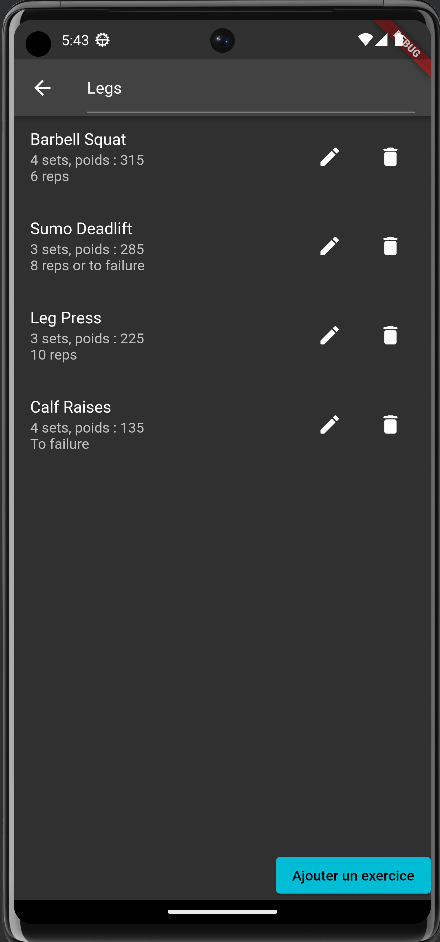 5:43
DEBUG
Legs
Barbell Squat
4 sets, poids : 315
6 reps
Sumo Deadlift
3 sets, poids : 285
8 reps or to failure
Leg Press
3 sets, poids : 225
10 reps
Calf Raises
4 sets, poids : 135
To failure
Ajouter un exercice